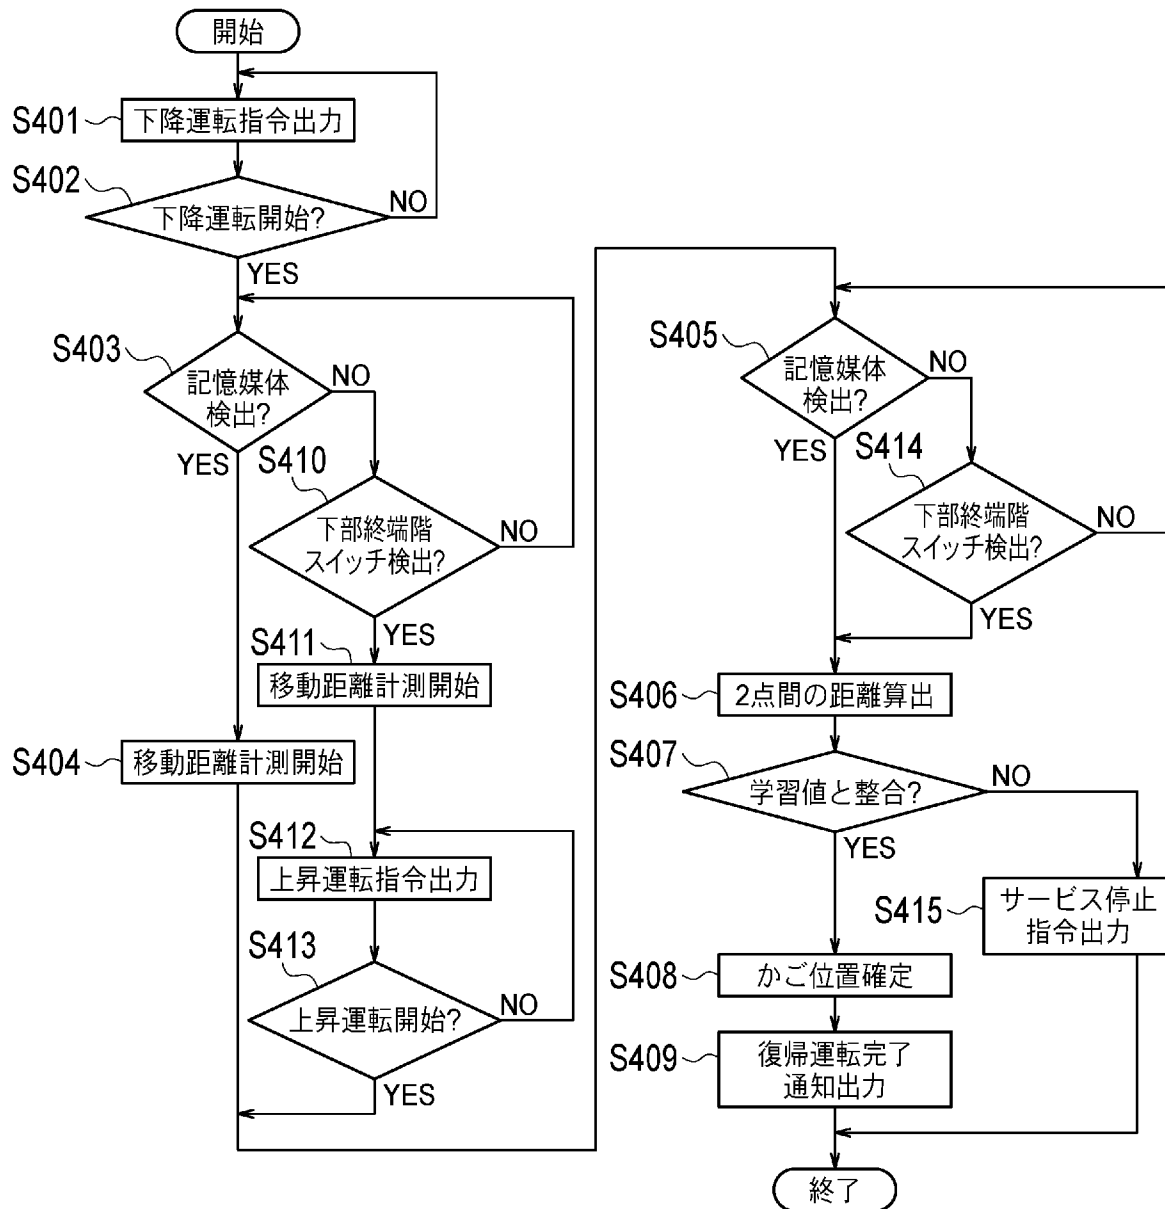 開始
S401
下降運転指令出力
S402
下降運転開始?
NO
YES
S403
記憶媒体
検出?
NO
YES
S410
下部終端階
スイッチ検出?
NO
YES
S411
移動距離計測開始
S404
移動距離計測開始
S412
上昇運転指令出力
S413
上昇運転開始?
NO
YES
S405
記憶媒体
検出?
NO
YES
S414
下部終端階
スイッチ検出?
NO
YES
S406
2点間の距離算出
S407
学習値と整合?
NO
YES
S415
サービス停止
指令出力
S408
かご位置確定
S409
復帰運転完了
通知出力
終了